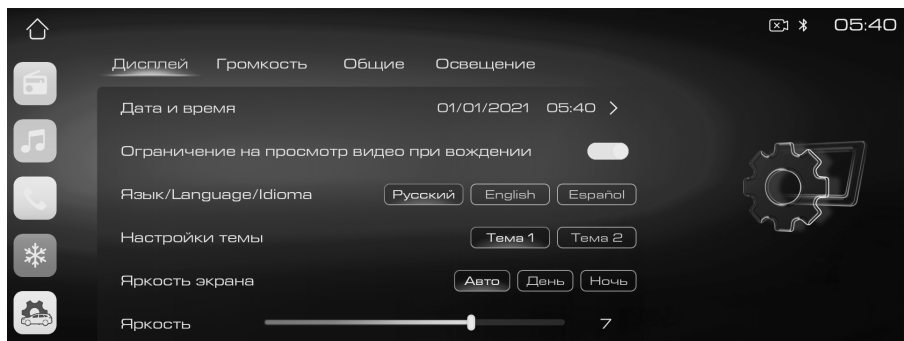 05:40
Дисплей Громкость Общие Освещение
Дата и время 01/01/2021 05:40 >
Ограничение на просмотр видео при вождении
Язык/Language/Idioma Русский English Español
Настройки темы Тема 1 Тема 2
Яркость экрана Авто День Ночь
Яркость 7